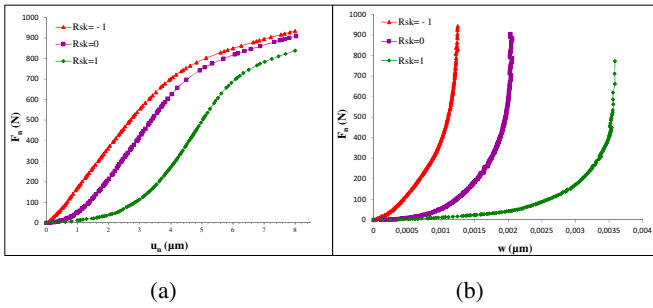 1000
900
800
700
600
500
400
300
200
100
0
Fₙ (N)
Rsk= - 1
Rsk=0
Rsk=1
0 1 2 3 4 5 6 7 8
uₙ (µm)
1000
900
800
700
600
500
400
300
200
100
0
Fₙ (N)
Rsk= - 1
Rsk=0
Rsk=1
0 0,0005 0,001 0,0015 0,002 0,0025 0,003 0,0035 0,004
w (µm)
(a) (b)